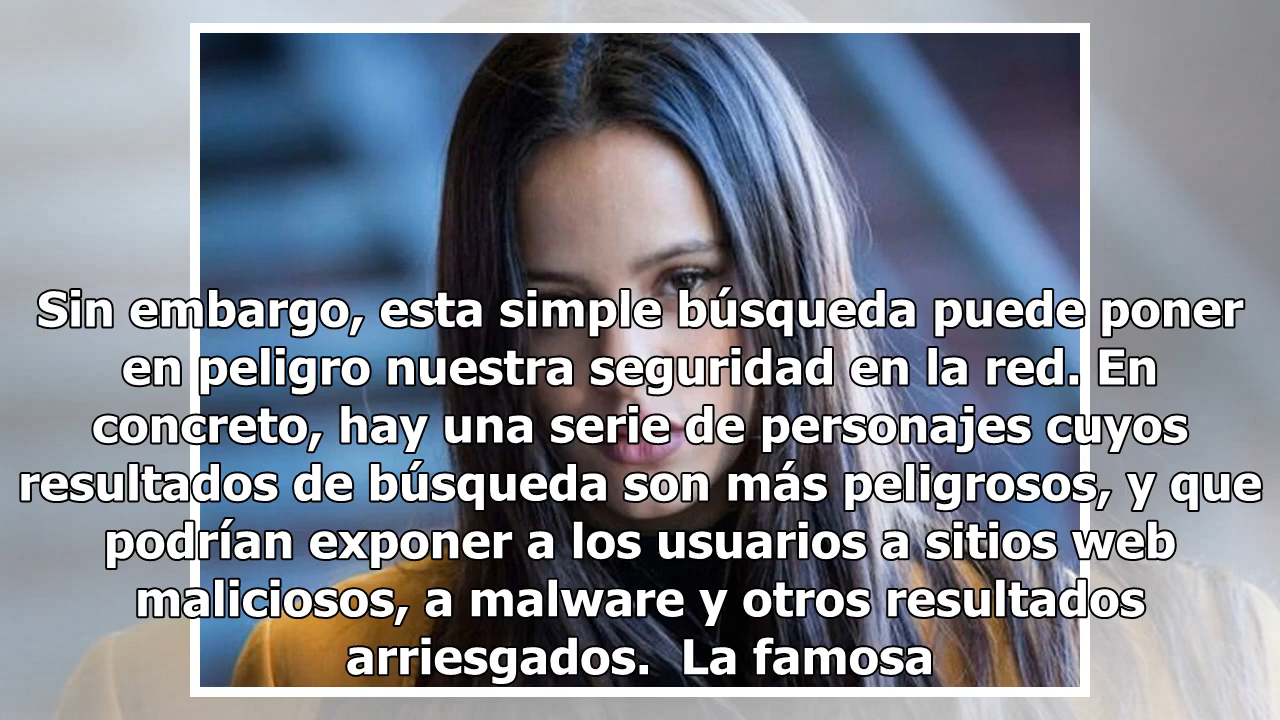 Sin embargo, esta simple búsqueda puede poner
en peligro nuestra seguridad en la red. En
concreto, hay una serie de personajes cuyos
resultados de búsqueda son más peligrosos, y que
podrían exponer a los usuarios a sitios web
maliciosos, a malware y otros resultados
arriesgados.  La famosa